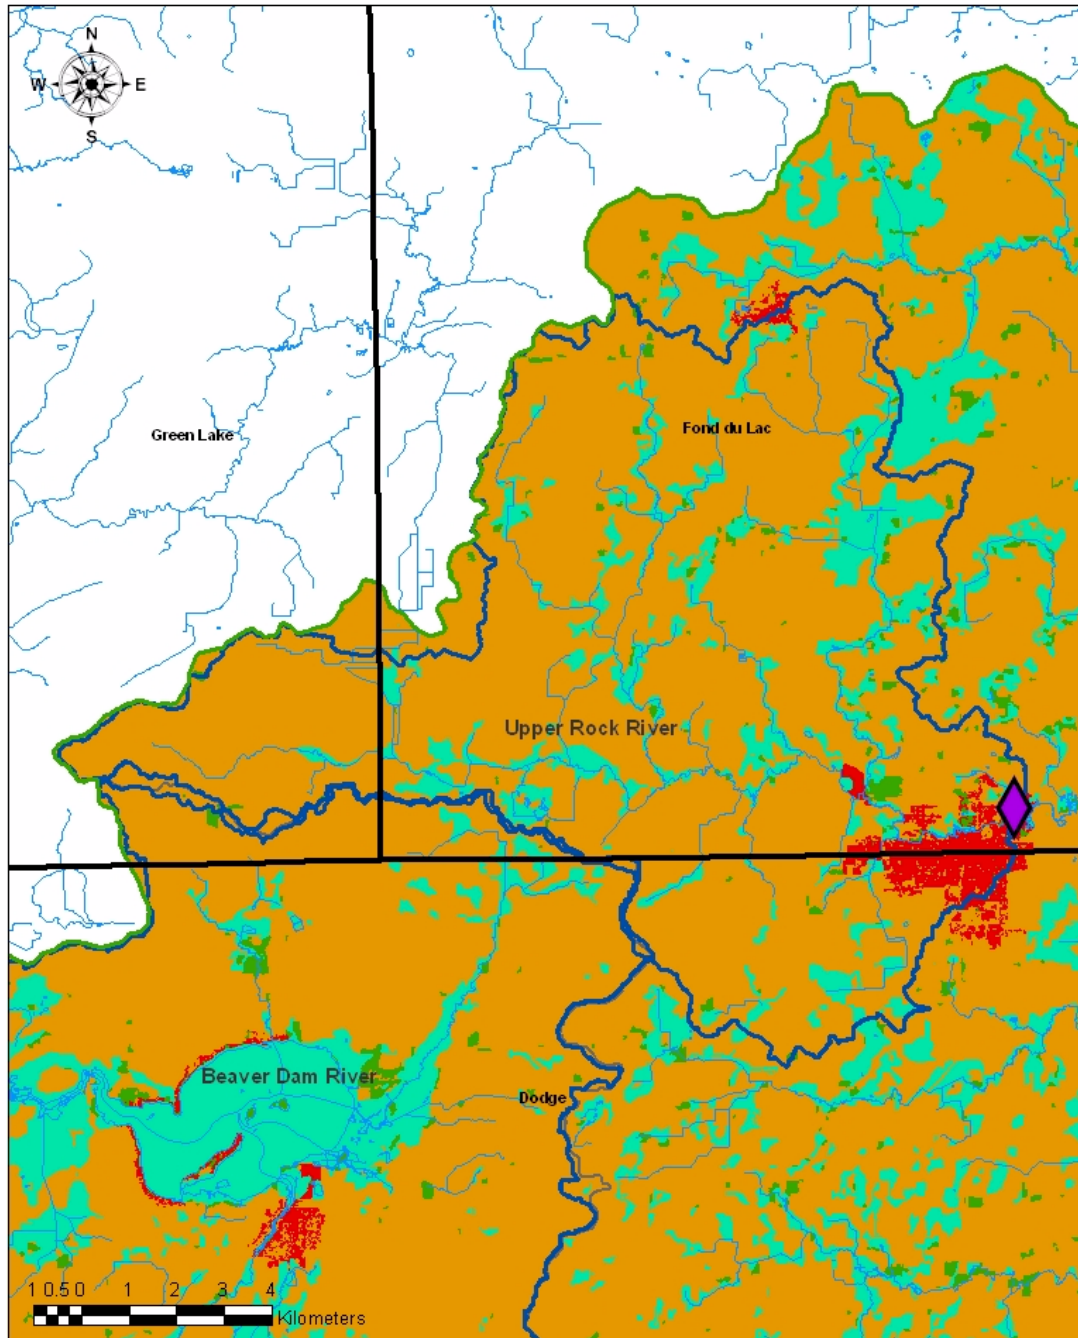 N
W E
S
Green Lake
Fond du Lac
Upper Rock River
Beaver Dam River
Dodge
1 0.5 0 1 2 3 4
Kilometers